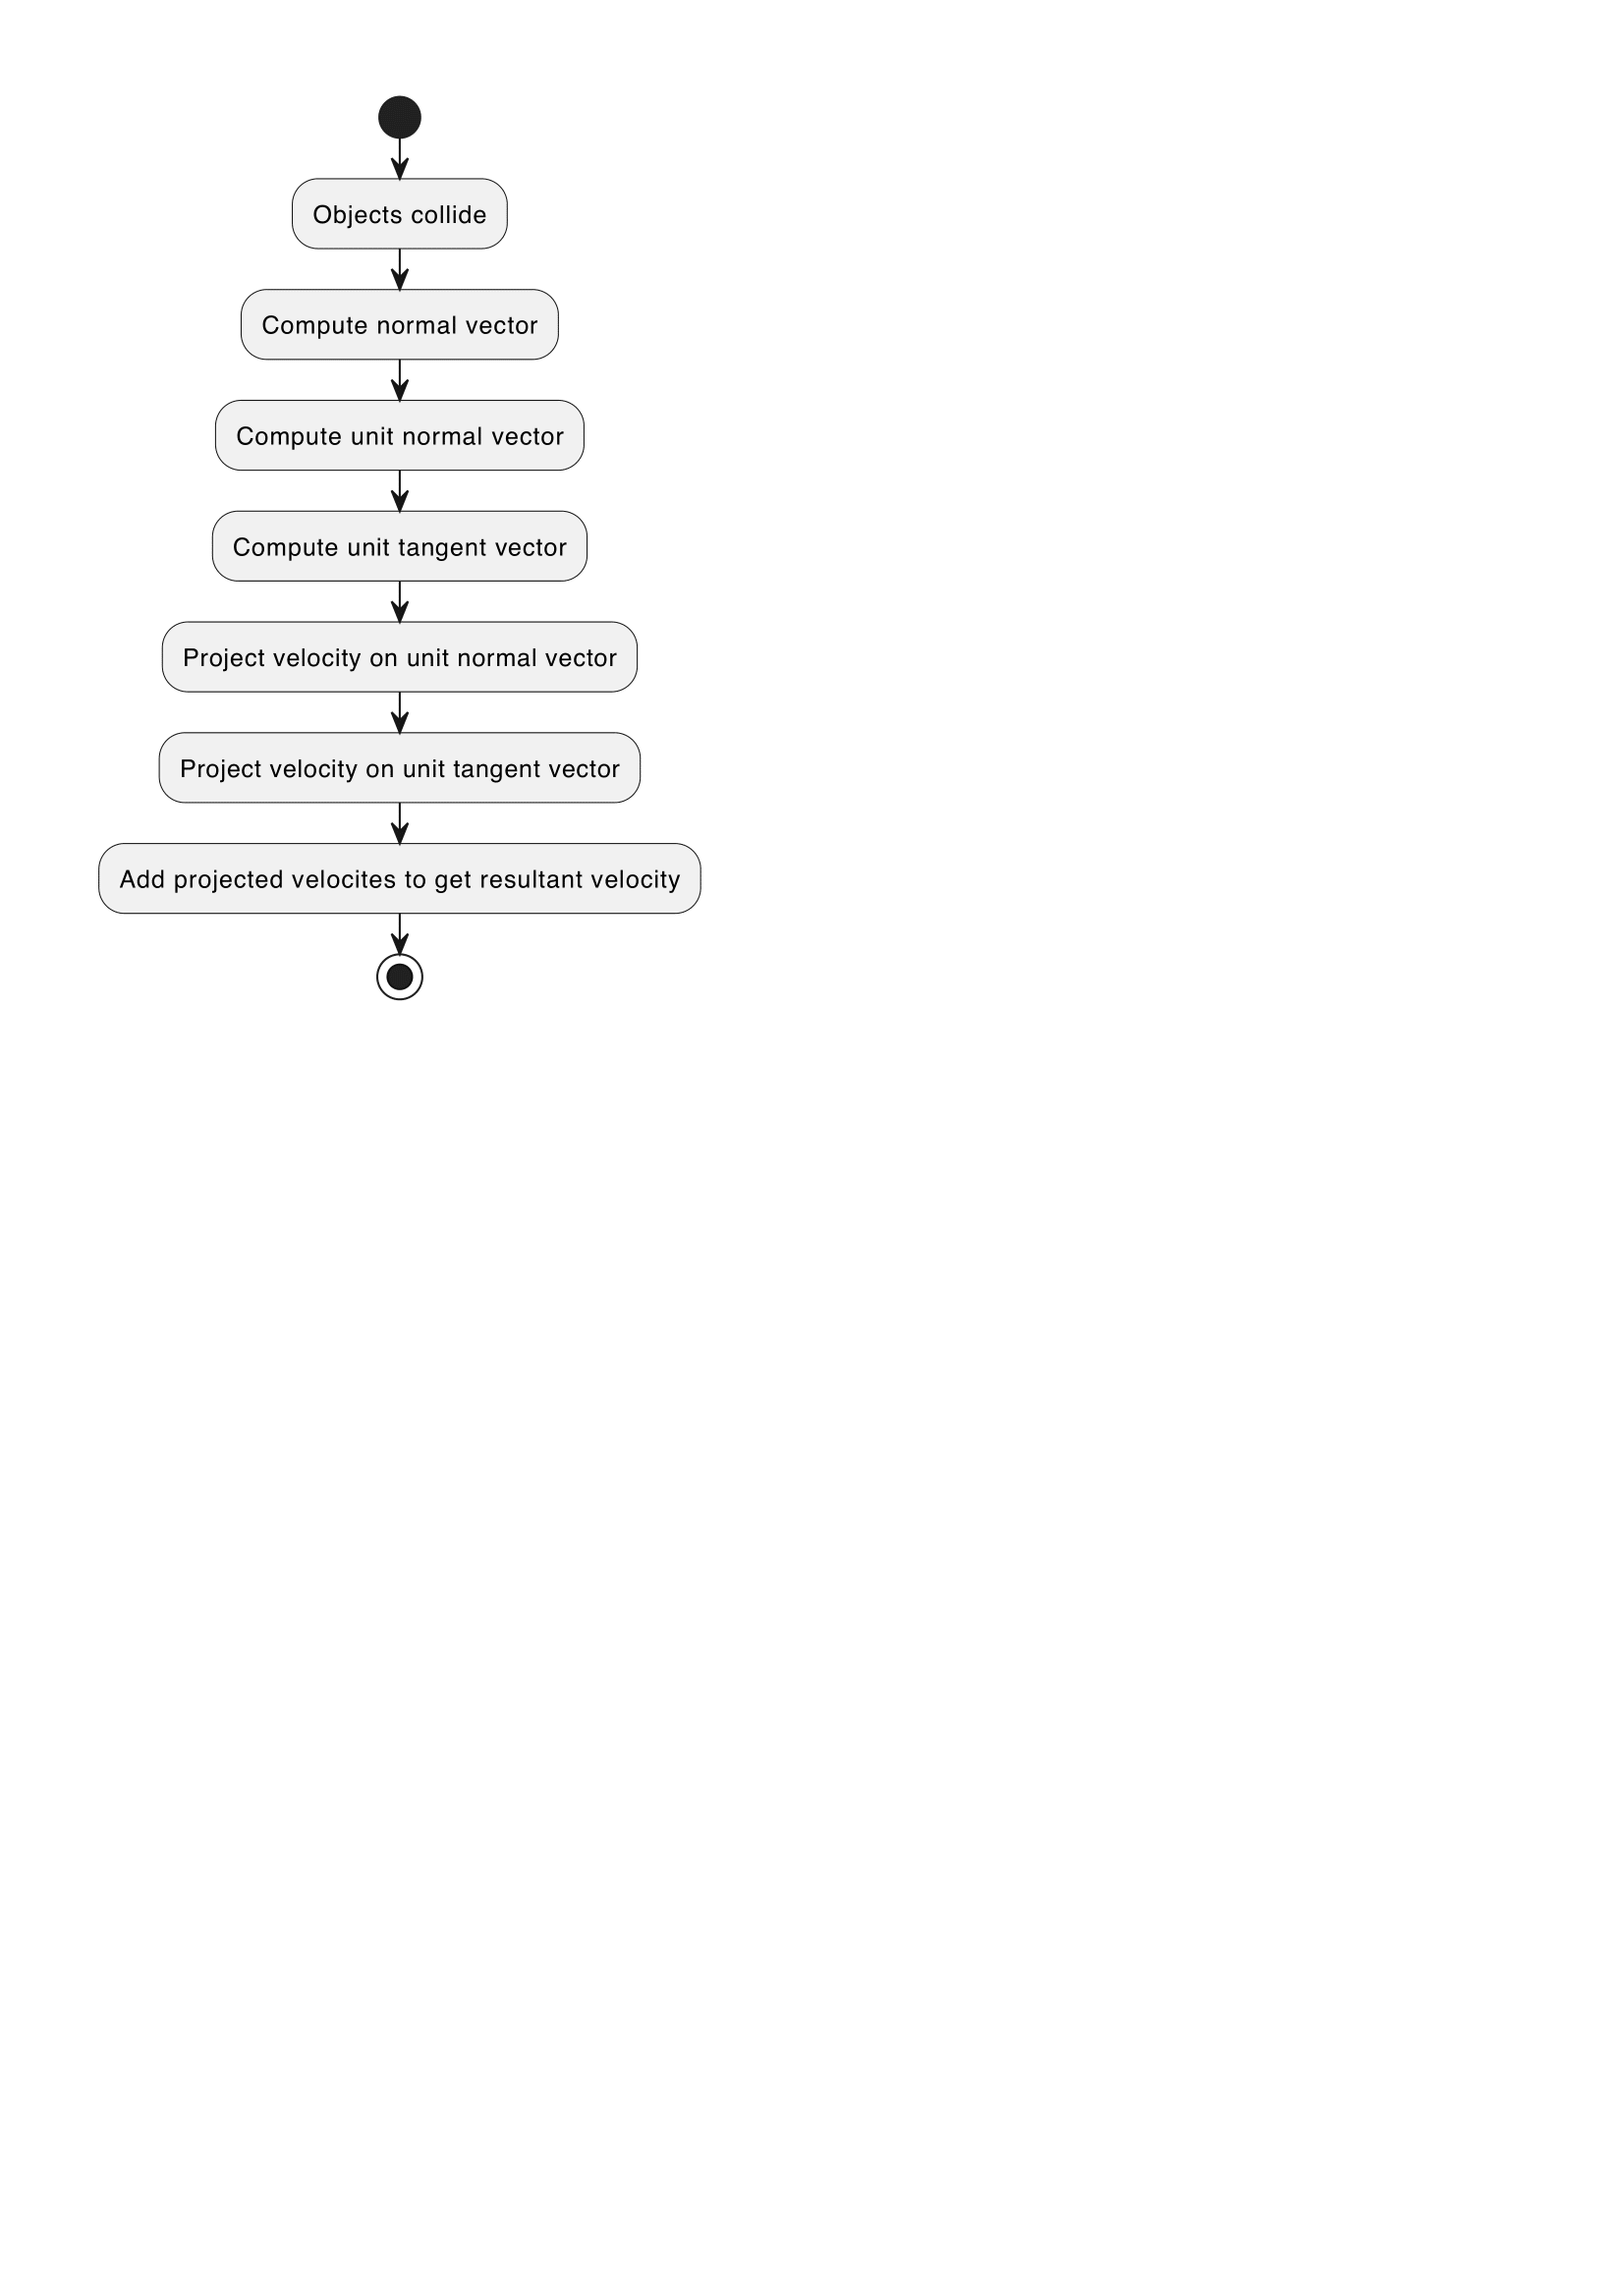 Objects collide
Compute normal vector
Compute unit normal vector
Compute unit tangent vector
Project velocity on unit normal vector
Project velocity on unit tangent vector
Add projected velocites to get resultant velocity